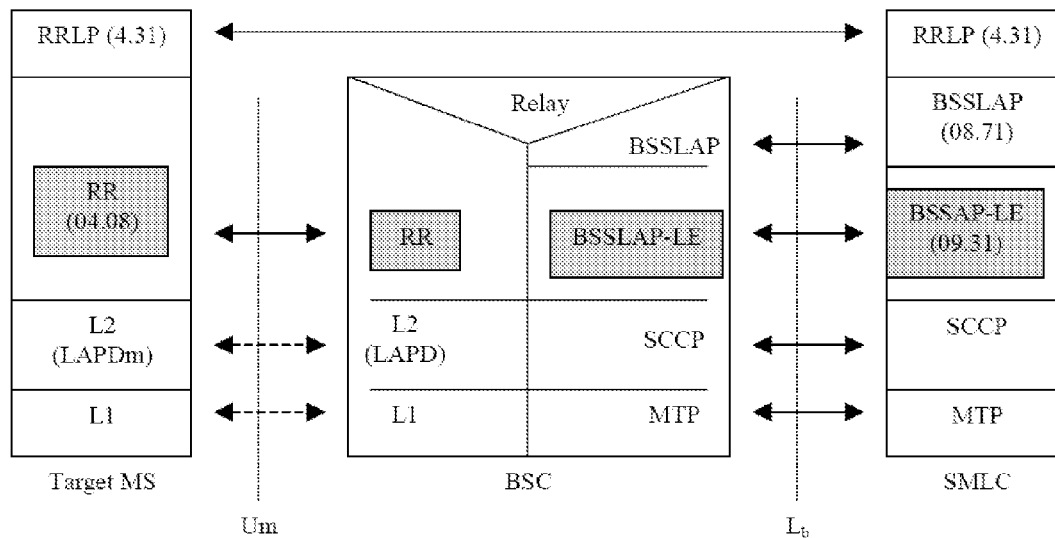 RRLP (4.31)
RRLP (4.31)
Relay
BSSLAP
(08.71)
BSSLAP
RR
(04.08)
RR
BSSLAP-LE
BSSAP-LE
(09.31)
L2
(LAPDm)
L2
(LAPD)
SCCP
SCCP
L1
L1
MTP
MTP
Target MS
BSC
SMLC
Um
Lb